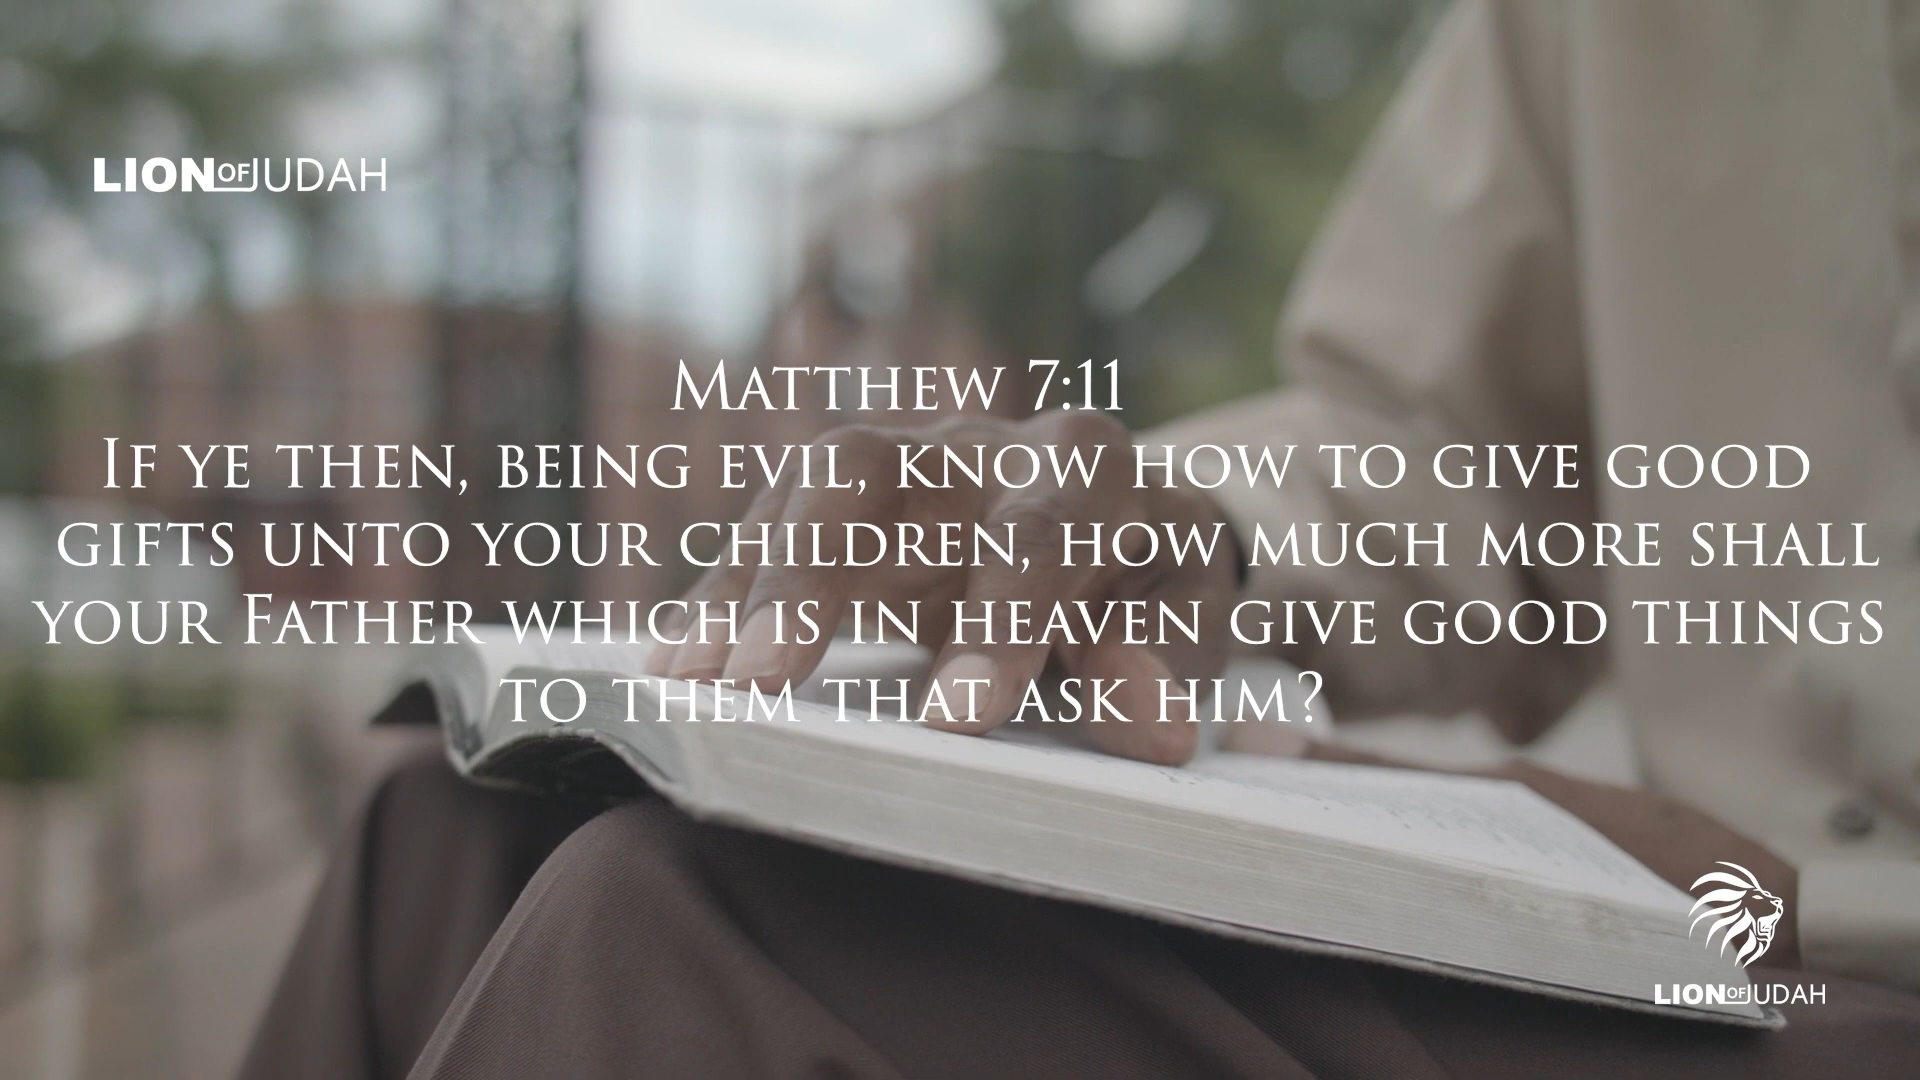 LION OF JUDAH
Matthew 7:11
If ye then, being evil, know how to give good
gifts unto your children, how much more shall
your Father which is in heaven give good things
to them that ask him?
LION OF JUDAH